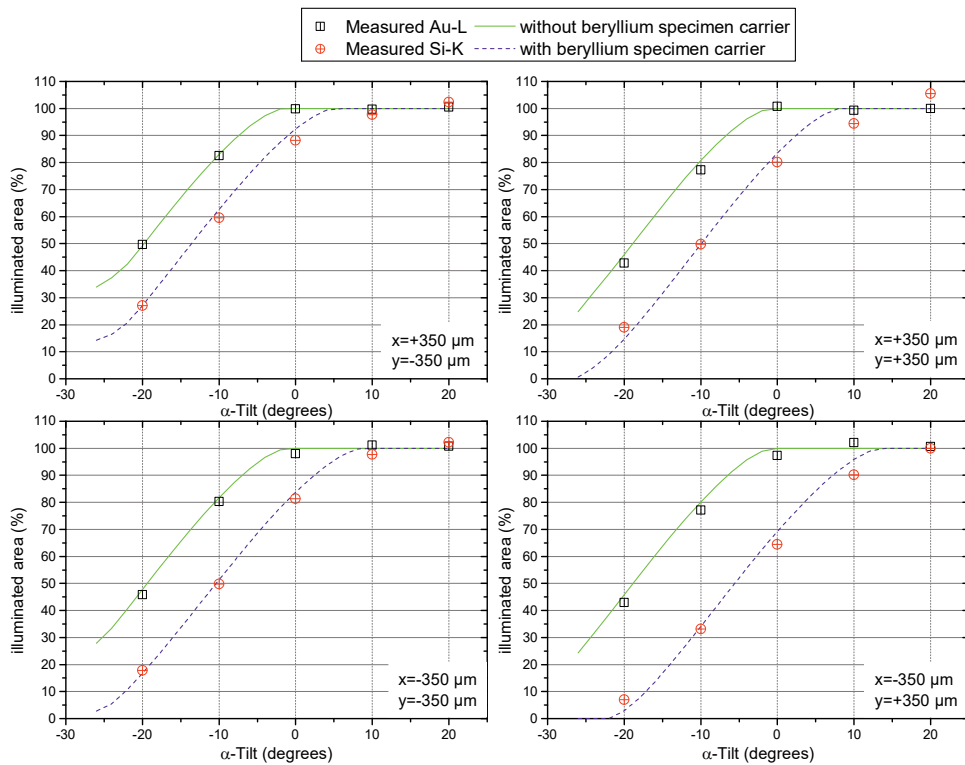 Measured Au-L without beryllium specimen carrier
Measured Si-K with beryllium specimen carrier
110
100
90
80
70
60
50
40
30
20
10
0
illuminated area (%)
x=+350 µm
y=-350 µm
-30 -20 -10 0 10 20
α-Tilt (degrees)
110
100
90
80
70
60
50
40
30
20
10
0
illuminated area (%)
x=+350 µm
y=+350 µm
-30 -20 -10 0 10 20
α-Tilt (degrees)
110
100
90
80
70
60
50
40
30
20
10
0
illuminated area (%)
x=-350 µm
y=-350 µm
-30 -20 -10 0 10 20
α-Tilt (degrees)
110
100
90
80
70
60
50
40
30
20
10
0
illuminated area (%)
x=-350 µm
y=+350 µm
-30 -20 -10 0 10 20
α-Tilt (degrees)